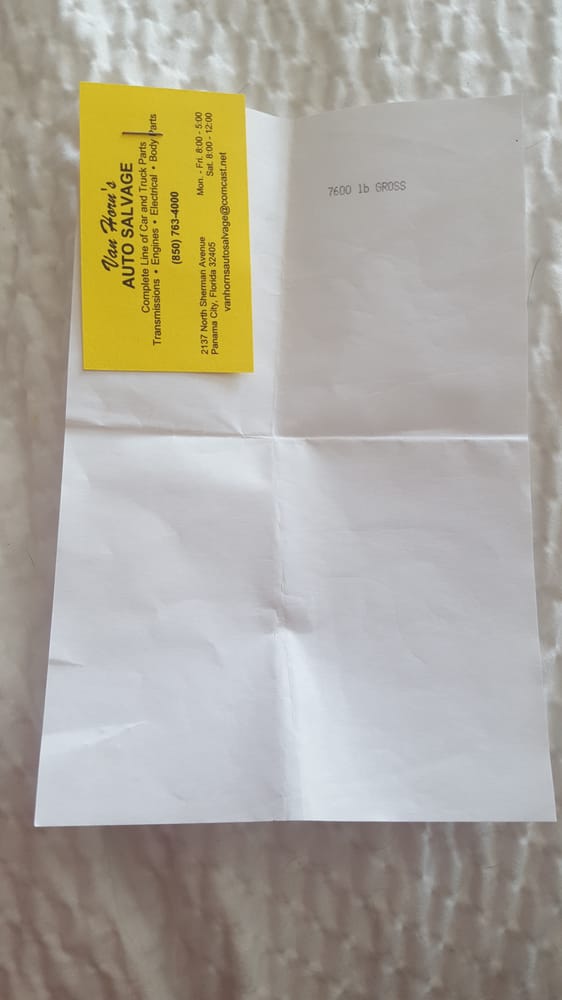 Van Horn's
AUTO SALVAGE
Complete Line of Car and Truck Parts
Transmissions • Engines • Electrical • Body Parts
(850) 763-4000
2137 North Sherman Avenue
Panama City, Florida 32405
Mon. - Fri. 8:00 - 5:00
Sat. 8:00 - 12:00
vanhornsautosalvage@comcast.net
7600 lb GROSS